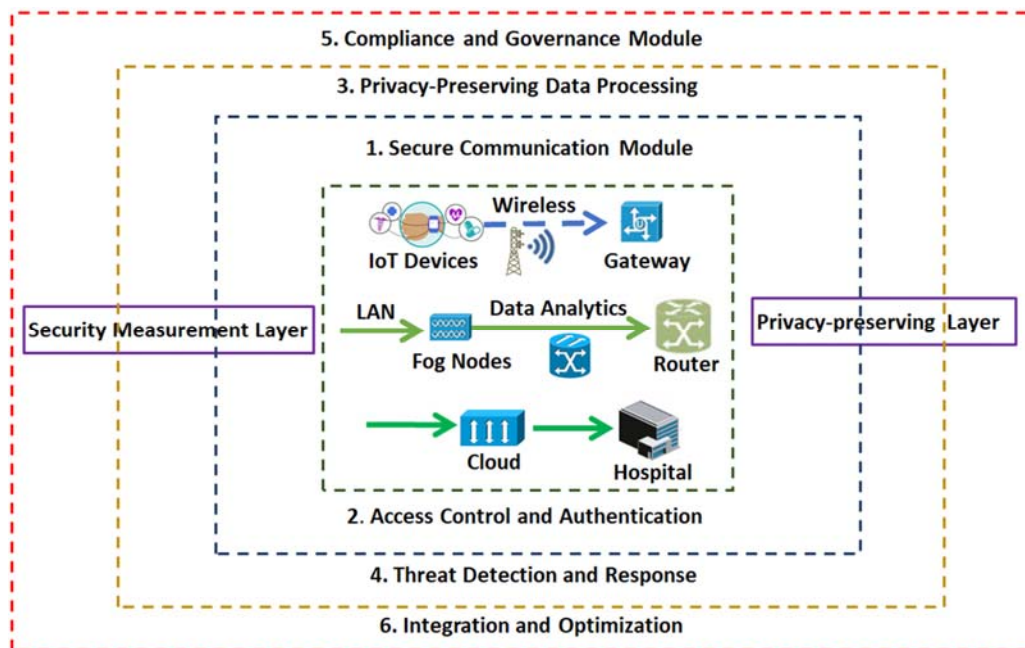 5. Compliance and Governance Module
3. Privacy-Preserving Data Processing
1. Secure Communication Module
Wireless
IoT Devices
Gateway
Security Measurement Layer
LAN
Data Analytics
Privacy-preserving Layer
Fog Nodes
Router
Cloud
Hospital
2. Access Control and Authentication
4. Threat Detection and Response
6. Integration and Optimization